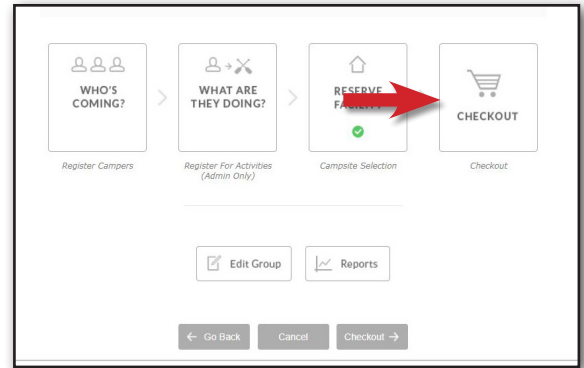 WHO'S
COMING?
WHAT ARE
THEY DOING?
RESERVE
CHECKOUT
Register Campers
Register For Activities
(Admin Only)
Campsite Selection
Checkout
Edit Group
Reports
Go Back
Cancel
Checkout